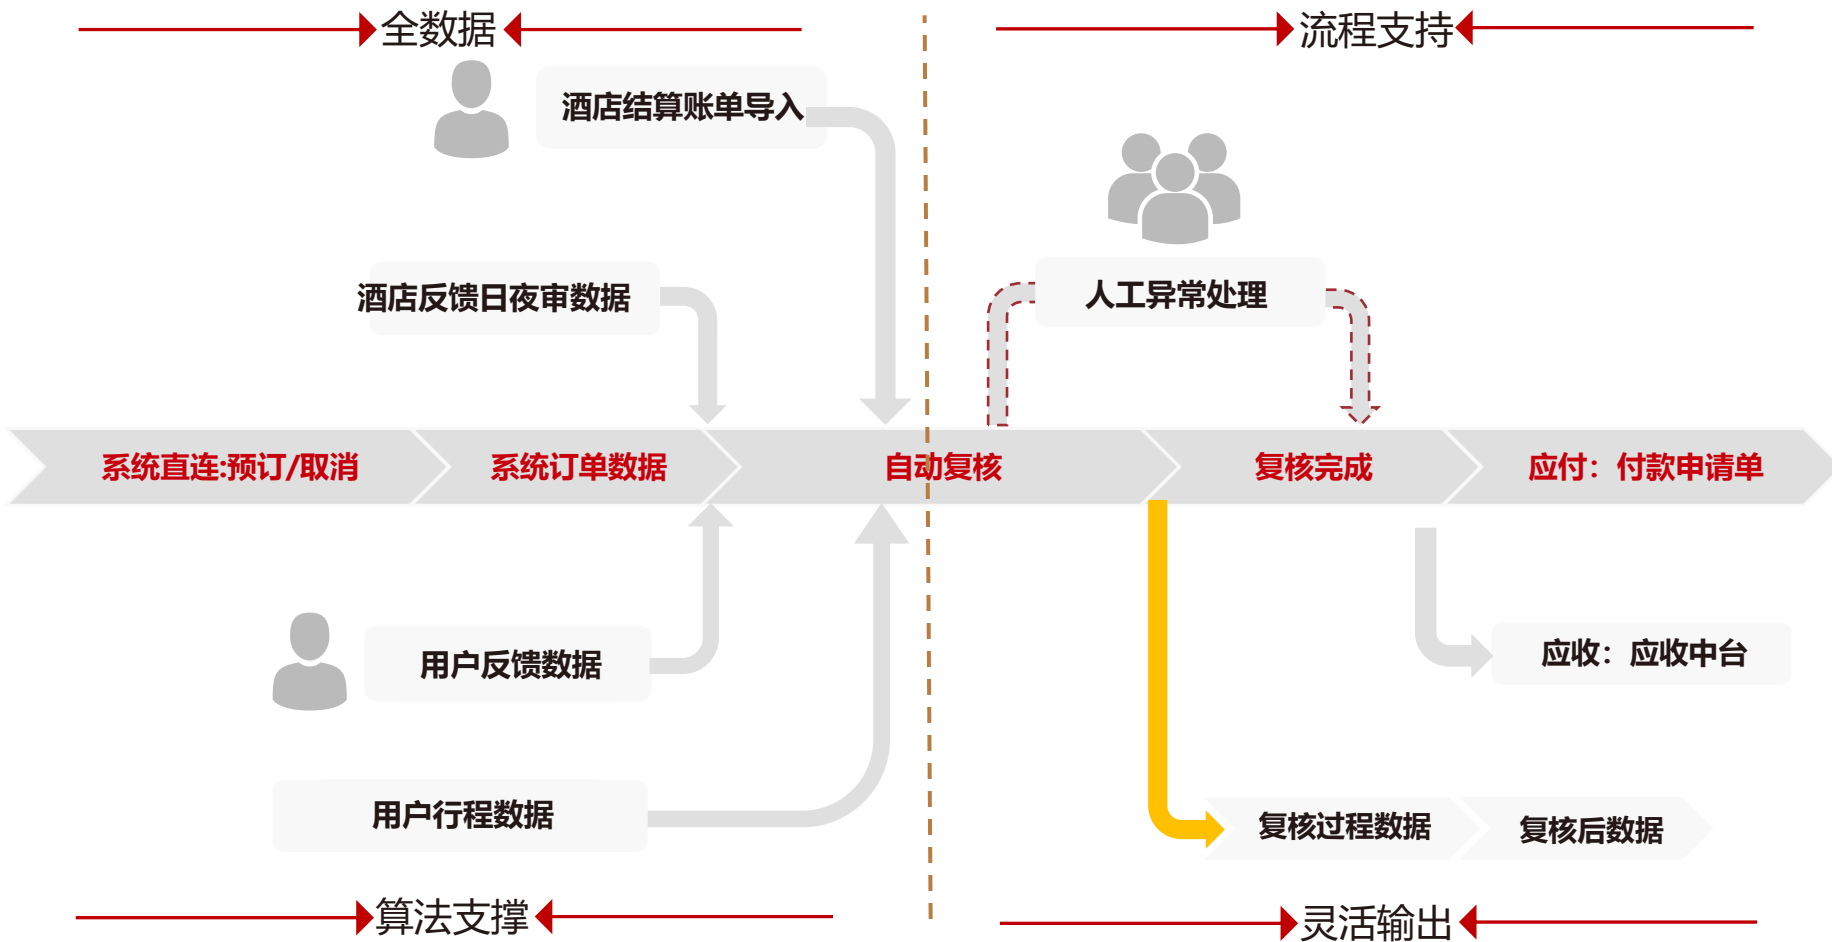 全数据
流程支持
酒店结算账单导入
酒店反馈日夜审数据
人工异常处理
系统直连:预订/取消
系统订单数据
自动复核
复核完成
应付：付款申请单
用户反馈数据
应收：应收中台
用户行程数据
复核过程数据
复核后数据
算法支撑
灵活输出